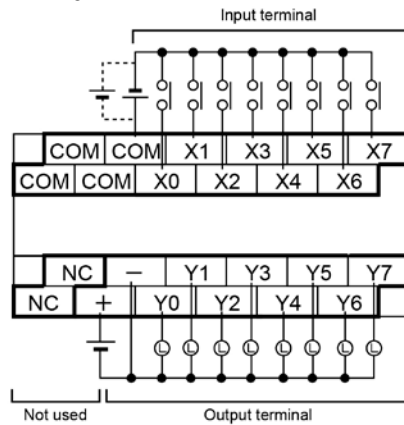 Input terminal
COM COM X1 X3 X5 X7
COM COM X0 X2 X4 X6
NC − Y1 Y3 Y5 Y7
NC + Y0 Y2 Y4 Y6
L L L L L L L L
Not used Output terminal